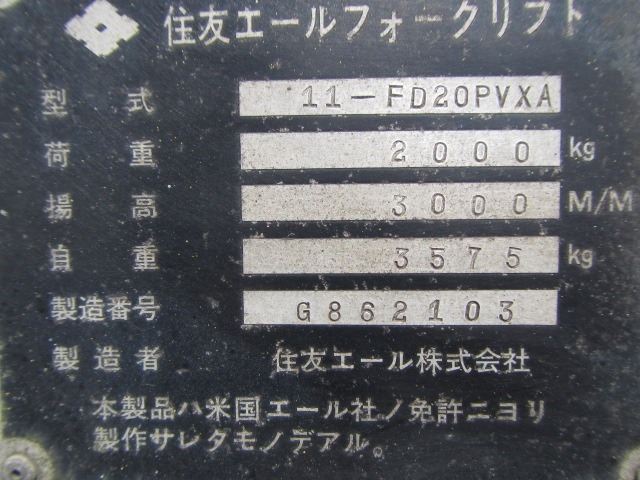 住友エールフォークリフト
型式 11-FD20PVXA
荷重 2000 kg
揚高 3000 M/M
自重 3575 kg
製造番号 G862103
製造者 住友エール株式会社
本製品ハ米国エール社ノ免許ニヨリ
製作サレタモノデアル。